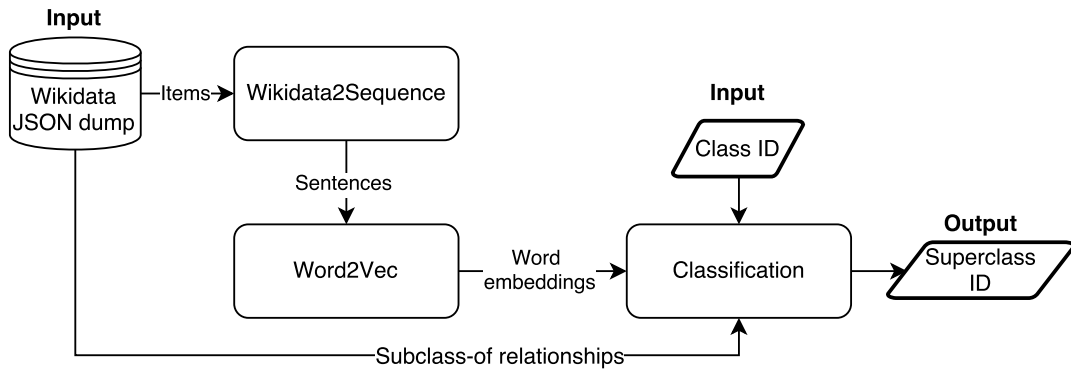 Input
Wikidata
JSON dump
Items
Wikidata2Sequence
Input
Class ID
Sentences
Output
Word2Vec
Word
embeddings
Classification
Superclass
ID
Subclass-of relationships